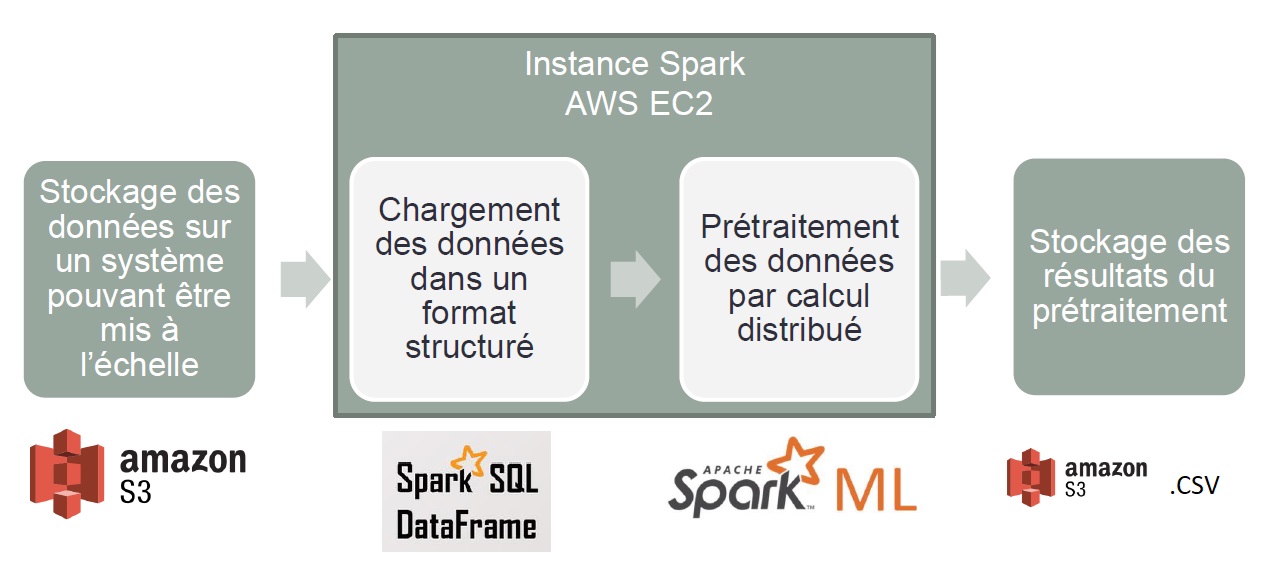 Instance Spark
AWS EC2
Stockage des
données sur
un système
pouvant être
mis à
l’échelle
Chargement
des données
dans un
format
structuré
Prétraitement
des données
par calcul
distribué
Stockage des
résultats du
prétraitement
amazon
S3
Spark SQL
DataFrame
APACHE
Spark™ ML
amazon
S3
.CSV